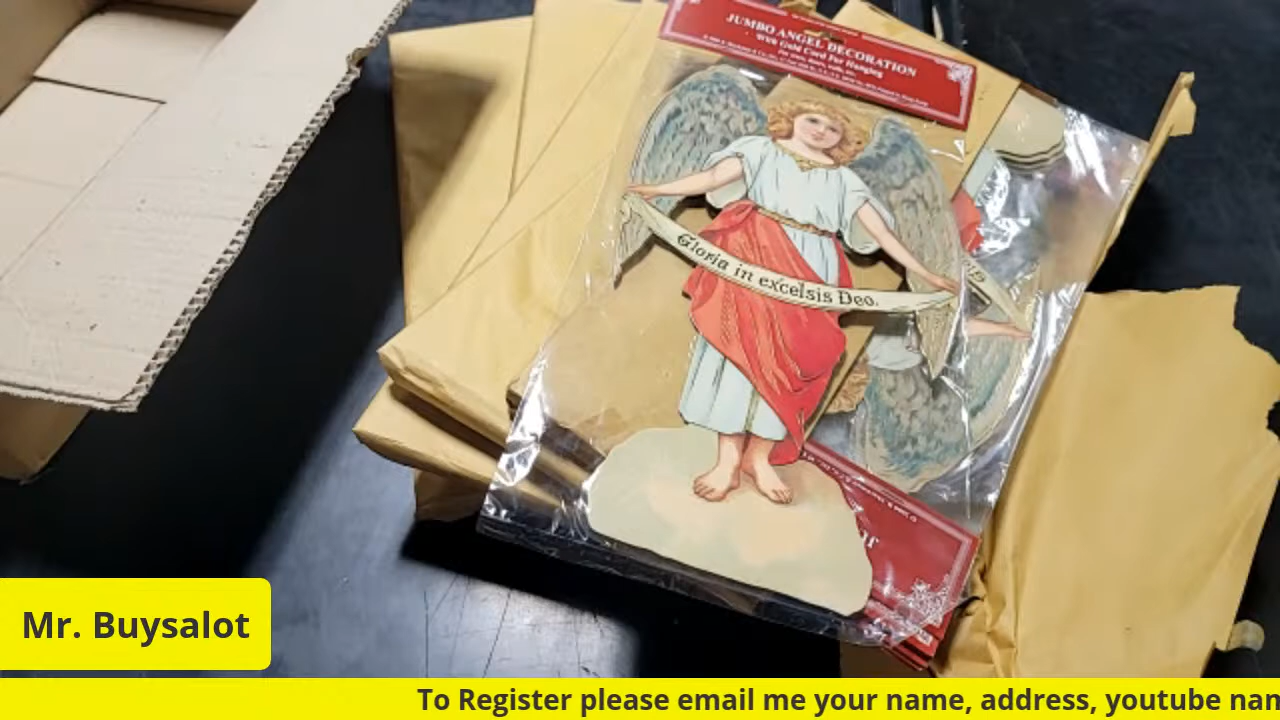 JUMBO ANGEL DECORATION
With Gold Cord For Hanging
Gloria in excelsis Deo.
Mr. Buysalot
To Register please email me your name, address, youtube nan